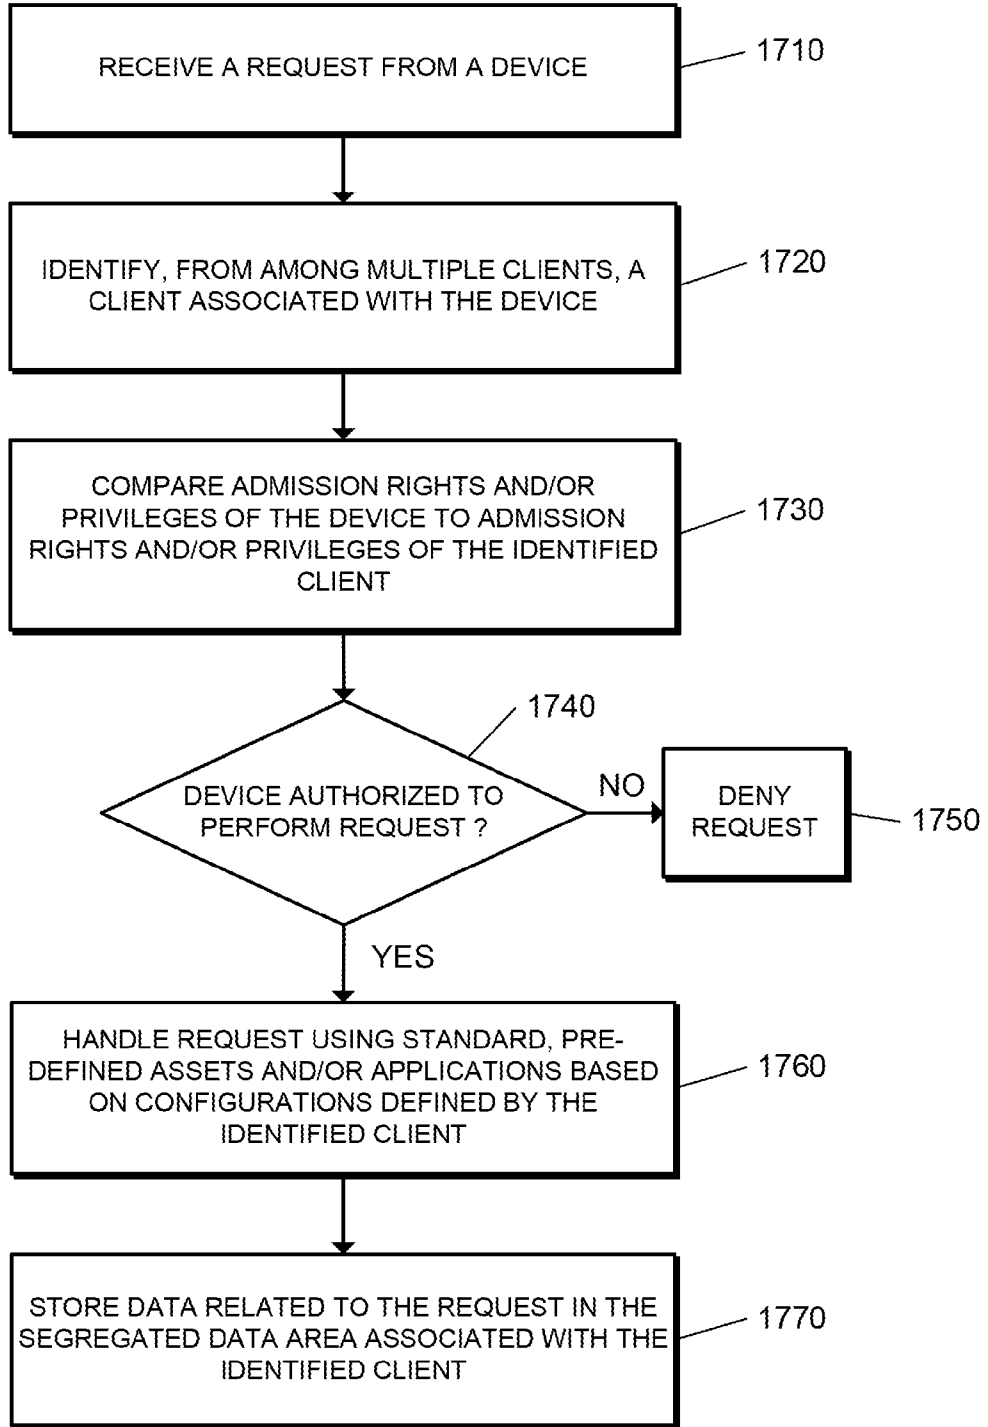 RECEIVE A REQUEST FROM A DEVICE
1710
IDENTIFY, FROM AMONG MULTIPLE CLIENTS, A
CLIENT ASSOCIATED WITH THE DEVICE
1720
COMPARE ADMISSION RIGHTS AND/OR
PRIVILEGES OF THE DEVICE TO ADMISSION
RIGHTS AND/OR PRIVILEGES OF THE IDENTIFIED
CLIENT
1730
1740
DEVICE AUTHORIZED TO
PERFORM REQUEST ?
NO
DENY
REQUEST
1750
YES
HANDLE REQUEST USING STANDARD, PRE-
DEFINED ASSETS AND/OR APPLICATIONS BASED
ON CONFIGURATIONS DEFINED BY THE
IDENTIFIED CLIENT
1760
STORE DATA RELATED TO THE REQUEST IN THE
SEGREGATED DATA AREA ASSOCIATED WITH THE
IDENTIFIED CLIENT
1770